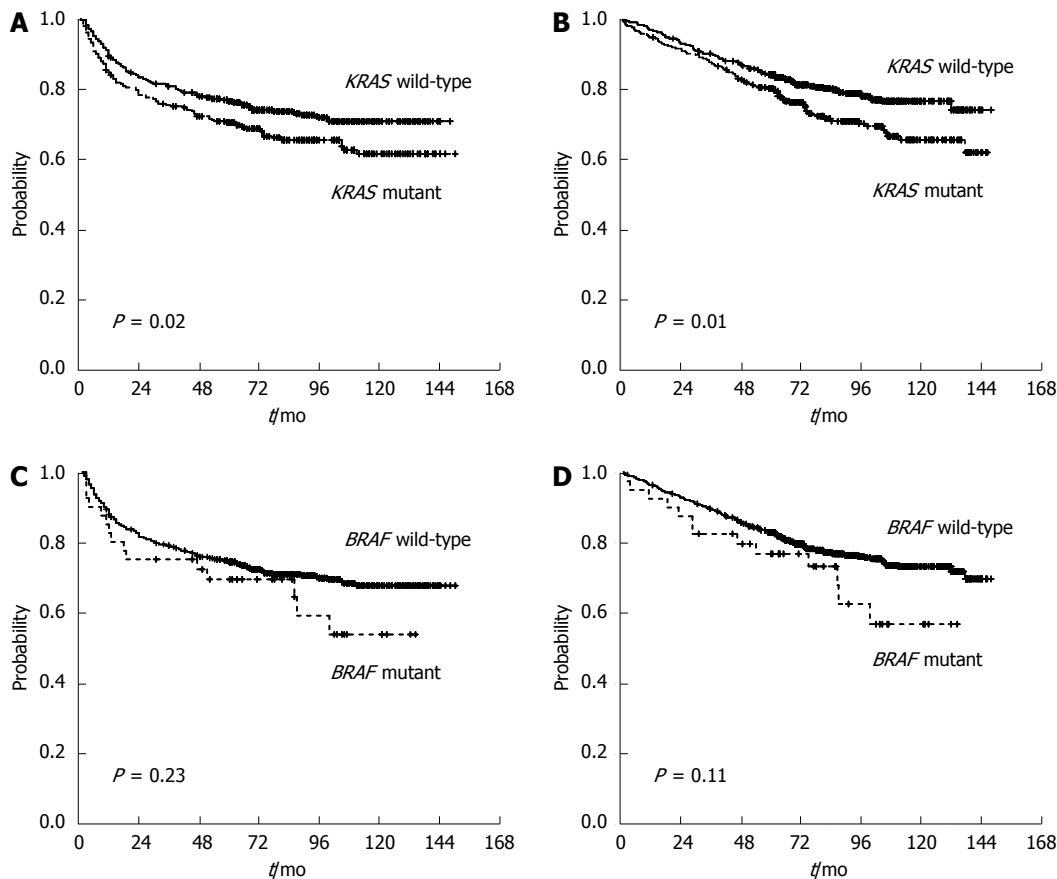 A
1.0
0.8
0.6
0.4
0.2
0.0
Probability
KRAS wild-type
KRAS mutant
P = 0.02
0 24 48 72 96 120 144 168
t/mo
B
1.0
0.8
0.6
0.4
0.2
0.0
Probability
KRAS wild-type
KRAS mutant
P = 0.01
0 24 48 72 96 120 144 168
t/mo
C
1.0
0.8
0.6
0.4
0.2
0.0
Probability
BRAF wild-type
BRAF mutant
P = 0.23
0 24 48 72 96 120 144 168
t/mo
D
1.0
0.8
0.6
0.4
0.2
0.0
Probability
BRAF wild-type
BRAF mutant
P = 0.11
0 24 48 72 96 120 144 168
t/mo